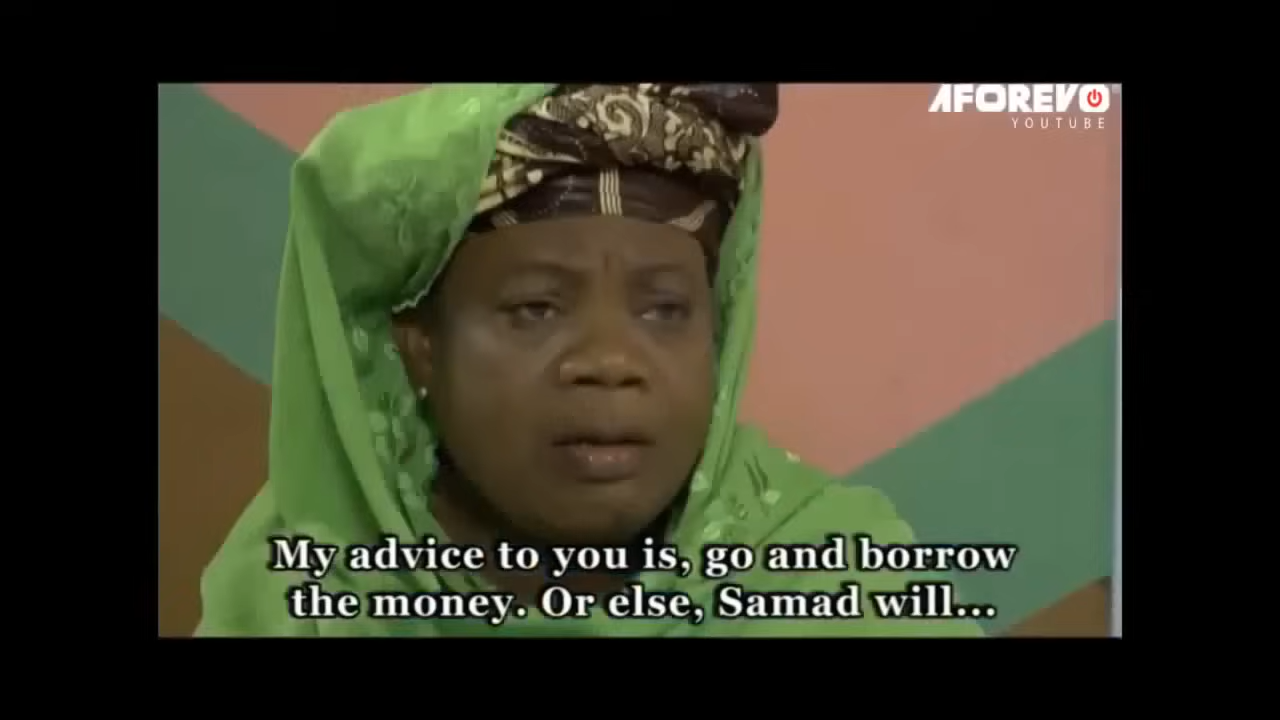 AFOREVO
YOUTUBE
My advice to you is, go and borrow
the money. Or else, Samad will...